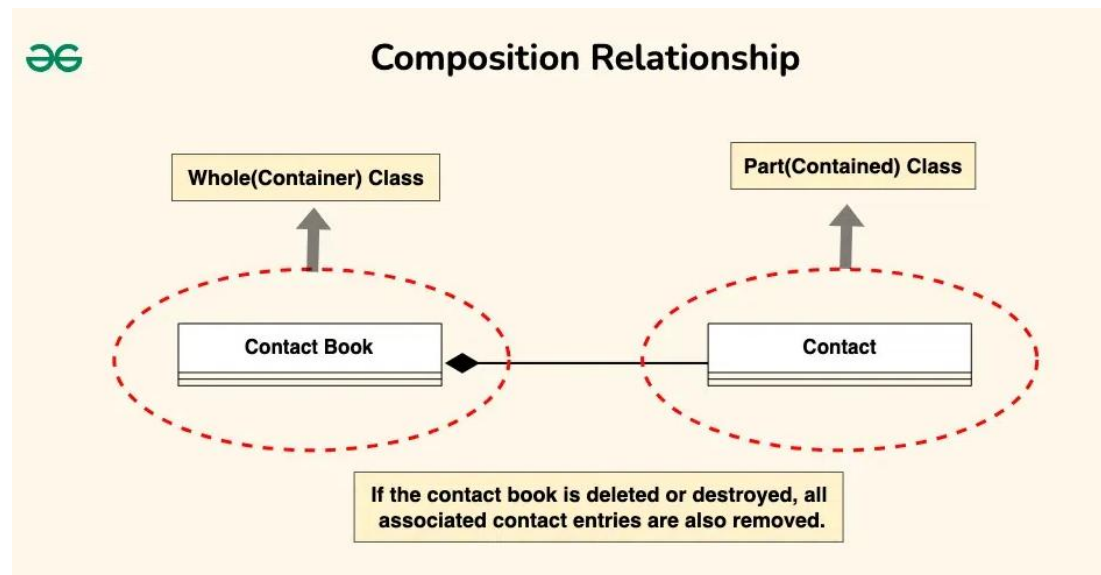 Composition Relationship
Whole(Container) Class
Part(Contained) Class
Contact Book
Contact
If the contact book is deleted or destroyed, all
associated contact entries are also removed.